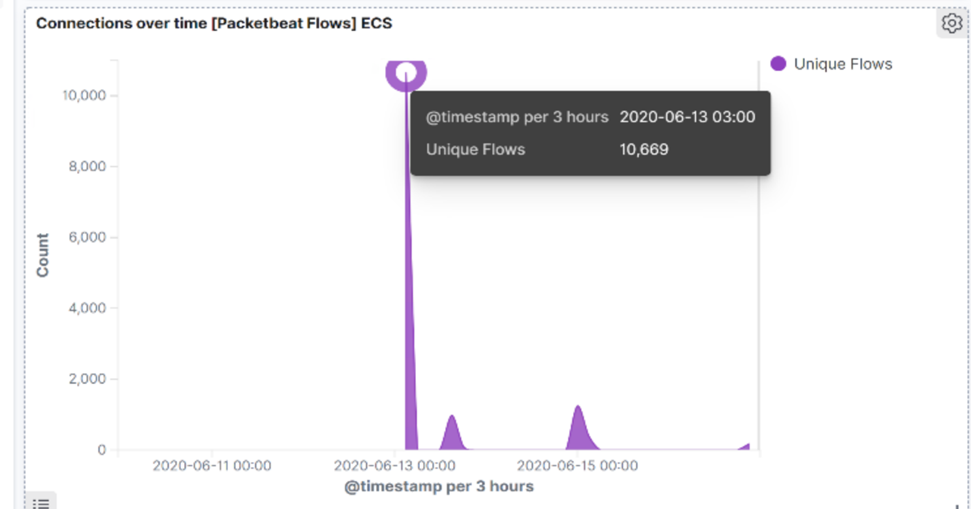 Connections over time [Packetbeat Flows] ECS
Unique Flows
10,000
8,000
6,000
4,000
2,000
0
Count
@timestamp per 3 hours 2020-06-13 03:00
Unique Flows 10,669
2020-06-11 00:00 2020-06-13 00:00 2020-06-15 00:00
@timestamp per 3 hours